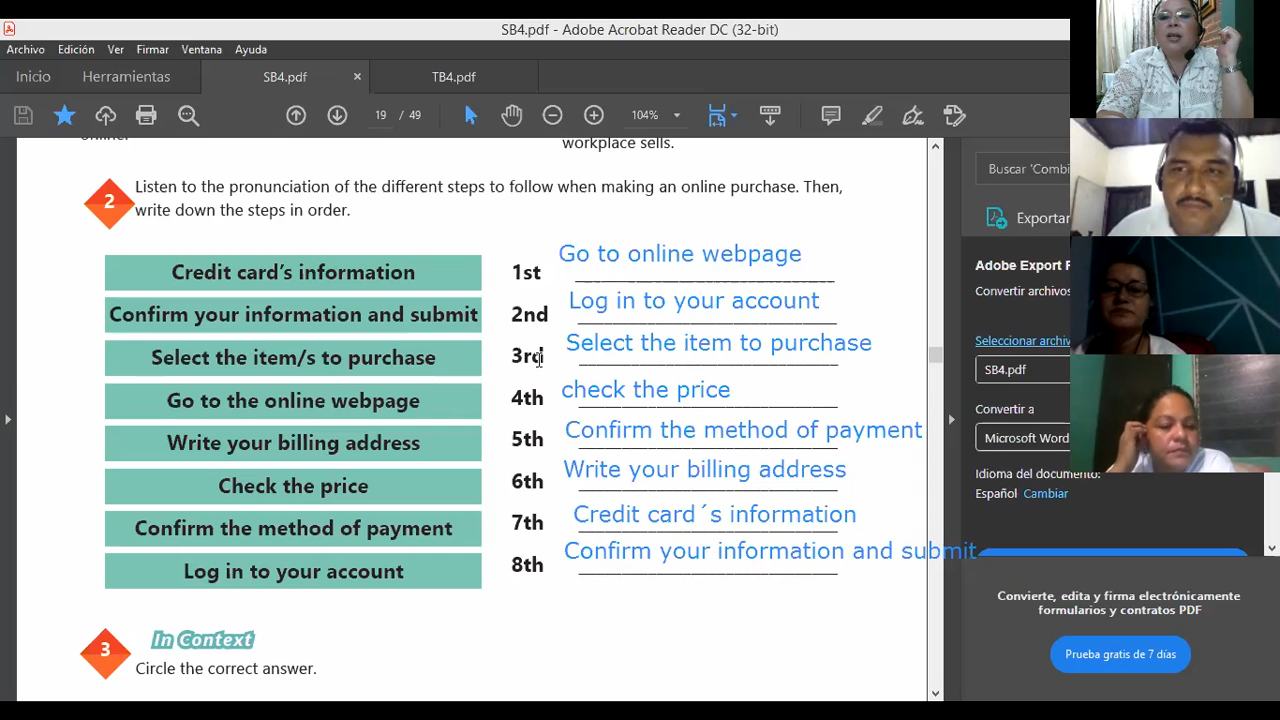 SB4.pdf - Adobe Acrobat Reader DC (32-bit)
Archivo Edición Ver Firmar Ventana Ayuda
Inicio Herramientas SB4.pdf × TB4.pdf
19 / 49 104%
online.
workplace sells.
2 Listen to the pronunciation of the different steps to follow when making an online purchase. Then,
write down the steps in order.
Credit card's information 1st Go to online webpage
Confirm your information and submit 2nd Log in to your account
Select the item/s to purchase 3rd Select the item to purchase
Go to the online webpage 4th check the price
Write your billing address 5th Confirm the method of payment
Check the price 6th Write your billing address
Confirm the method of payment 7th Credit card´s information
Log in to your account 8th Confirm your information and submit
3 In Context
Circle the correct answer.
Buscar 'Combi
Exportar
Adobe Export
Convertir archivos
Seleccionar archivo
SB4.pdf
Convertir a
Microsoft Word
Idioma del documento:
Español Cambiar
Convierte, edita y firma electrónicamente
formularios y contratos PDF
Prueba gratis de 7 días